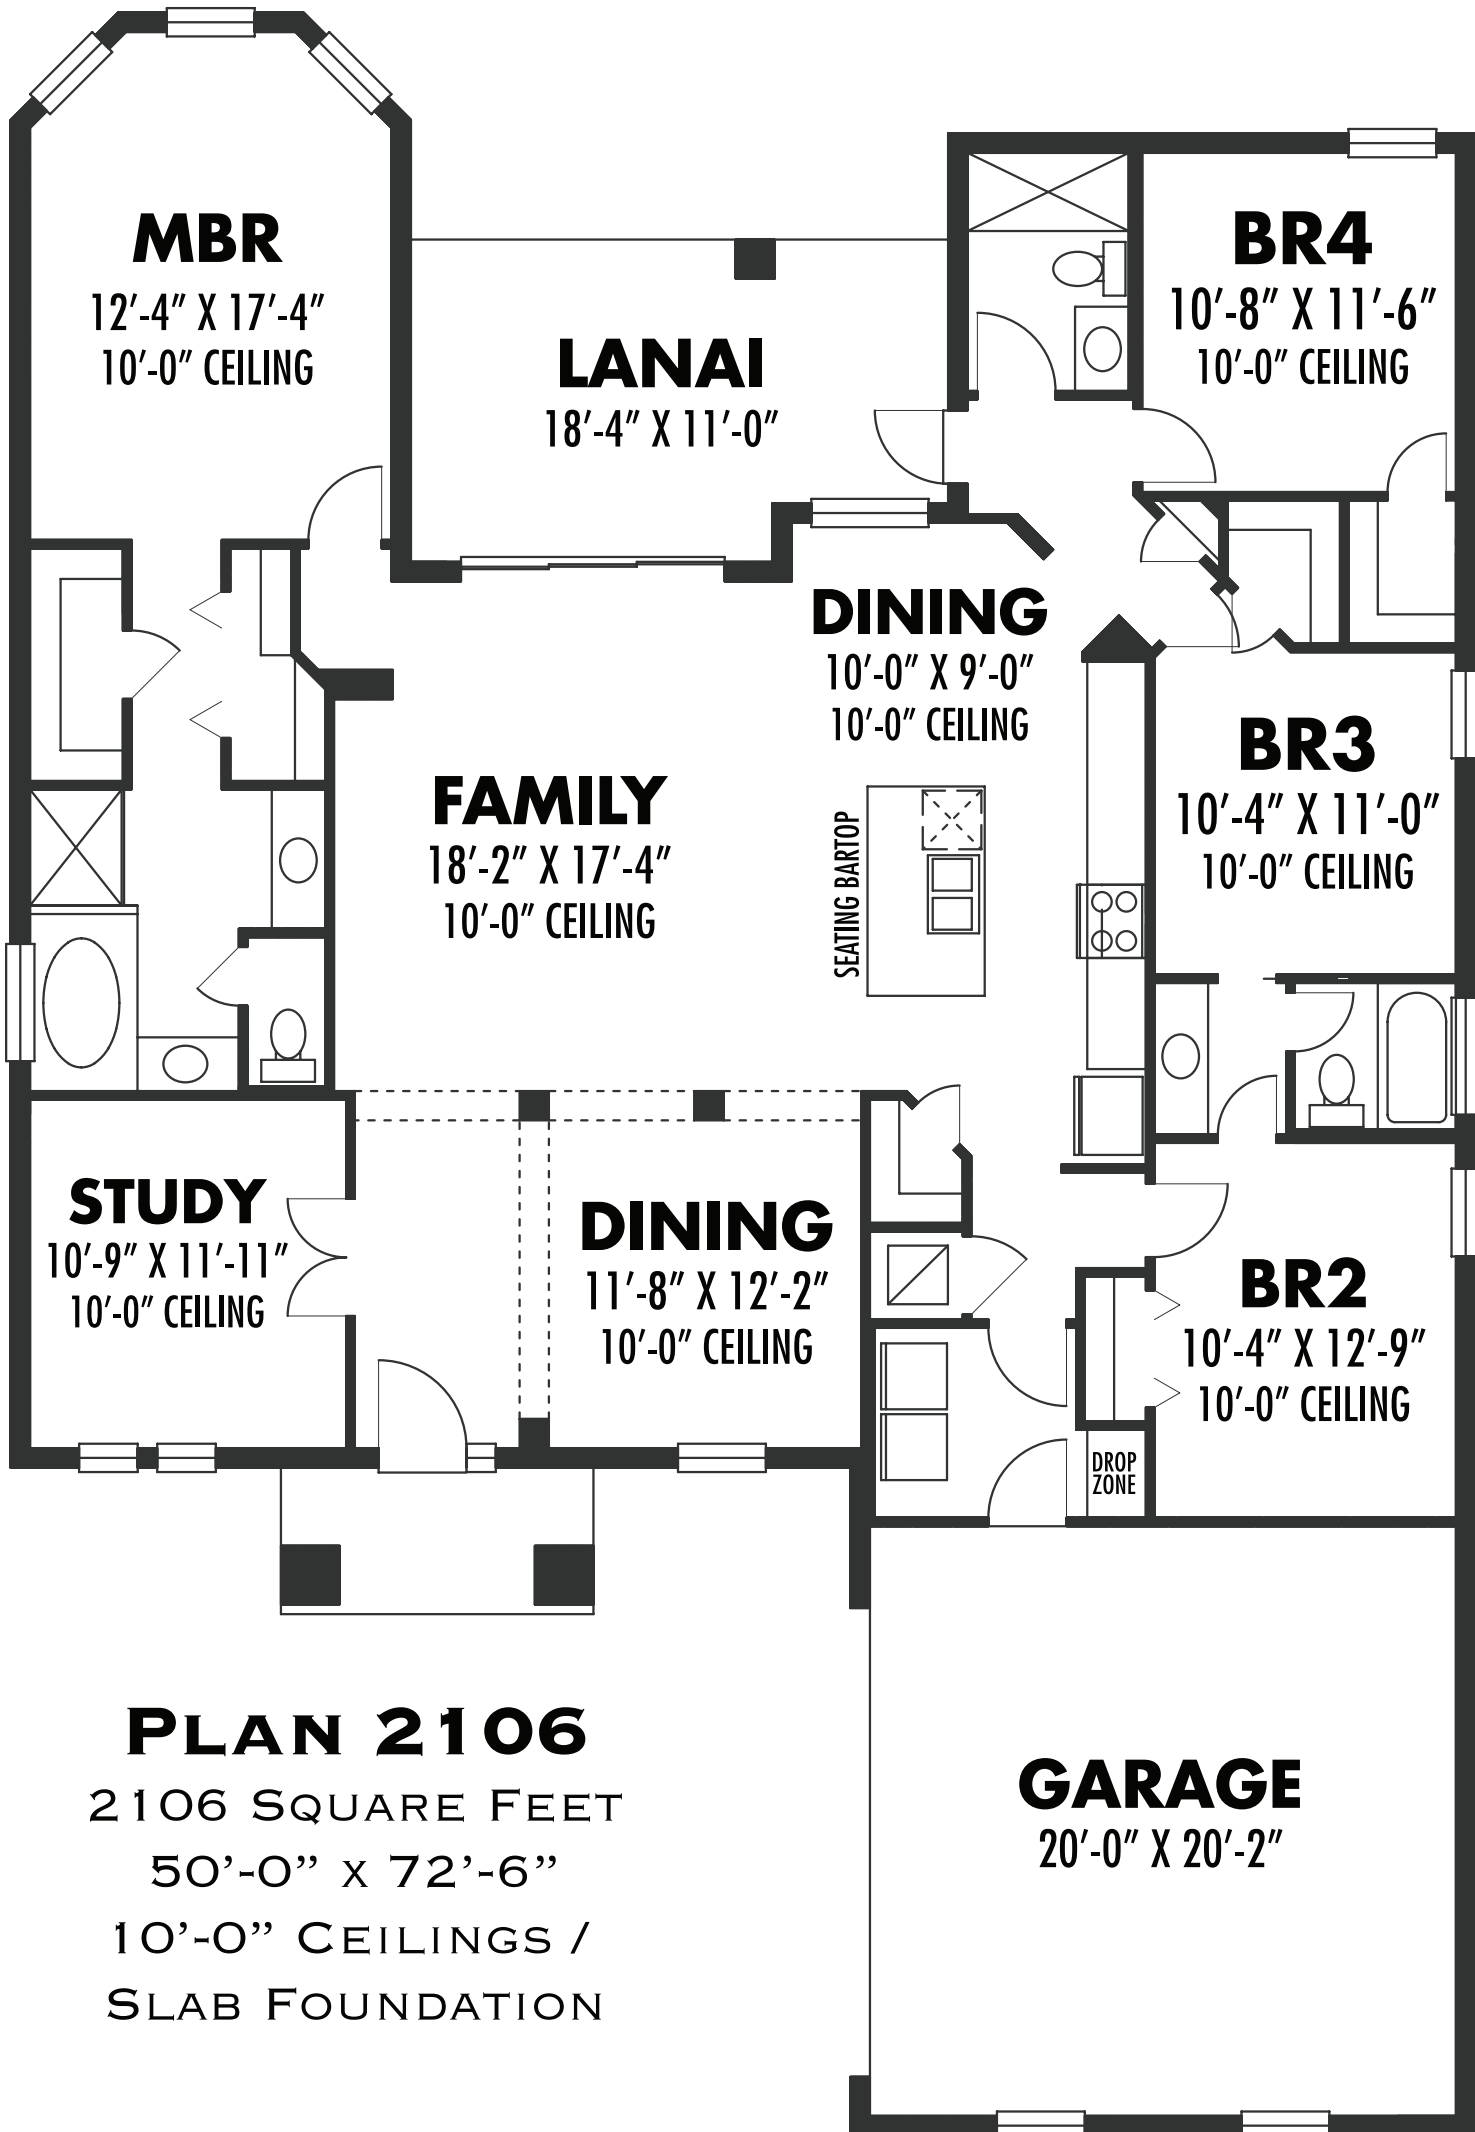 MBR
12'-4" X 17'-4"
10'-0" CEILING
BR4
10'-8" X 11'-6"
10'-0" CEILING
LANAI
18'-4" X 11'-0"
DINING
10'-0" X 9'-0"
10'-0" CEILING
BR3
10'-4" X 11'-0"
10'-0" CEILING
FAMILY
18'-2" X 17'-4"
10'-0" CEILING
SEATING BARTOP
STUDY
10'-9" X 11'-11"
10'-0" CEILING
DINING
11'-8" X 12'-2"
10'-0" CEILING
BR2
10'-4" X 12'-9"
10'-0" CEILING
DROP
ZONE
GARAGE
20'-0" X 20'-2"
PLAN 2106
2106 SQUARE FEET
50'-0" X 72'-6"
10'-0" CEILINGS /
SLAB FOUNDATION